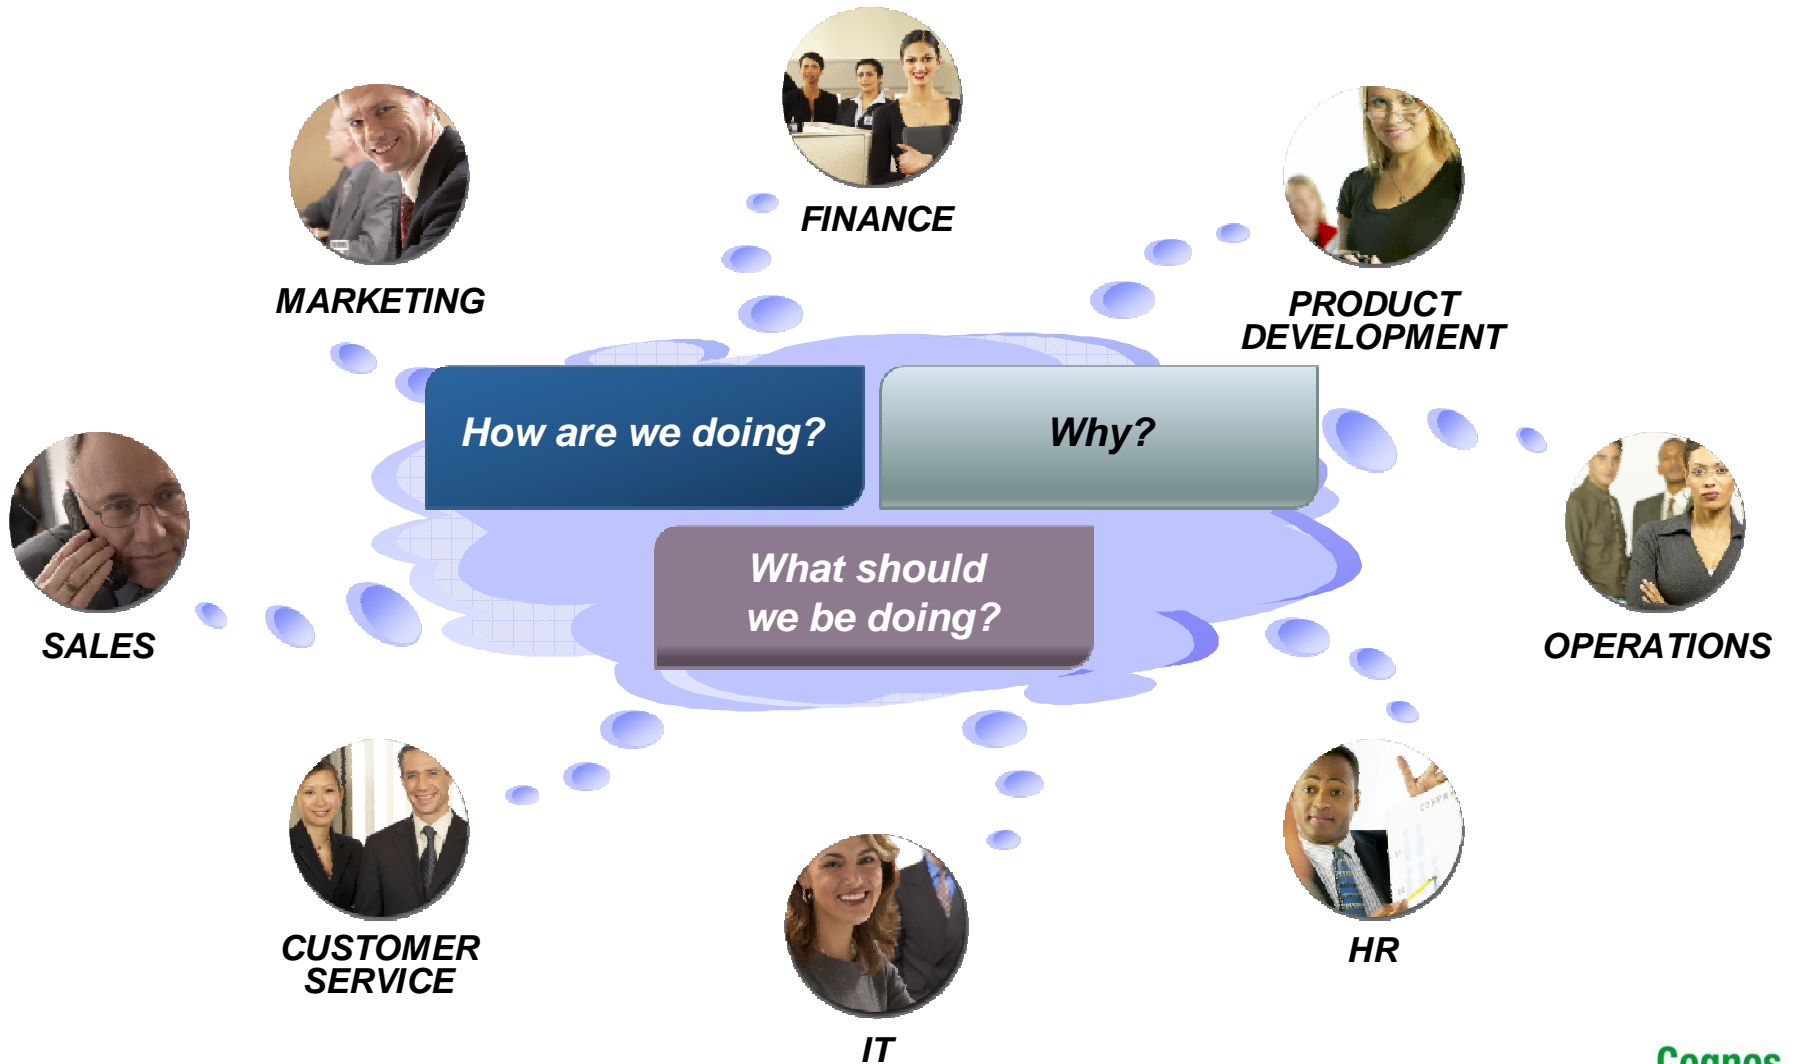 FINANCE
MARKETING
PRODUCT
DEVELOPMENT
How are we doing?
Why?
What should
we be doing?
SALES
OPERATIONS
CUSTOMER
SERVICE
HR
IT
Cognos